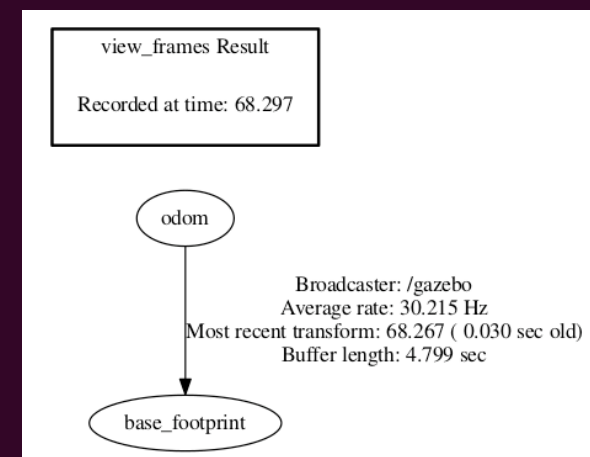 view_frames Result
Recorded at time: 68.297
odom
Broadcaster: /gazebo
Average rate: 30.215 Hz
Most recent transform: 68.267 ( 0.030 sec old)
Buffer length: 4.799 sec
base_footprint